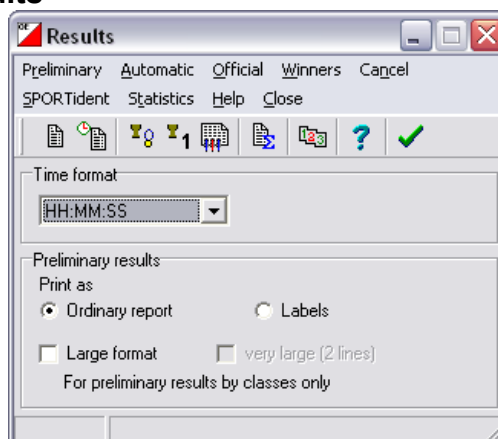 Results
Preliminary Automatic Official Winners Cancel
SPORTident Statistics Help Close
Time format
HH:MM:SS
Preliminary results
Print as
Ordinary report Labels
Large format very large (2 lines)
For preliminary results by classes only